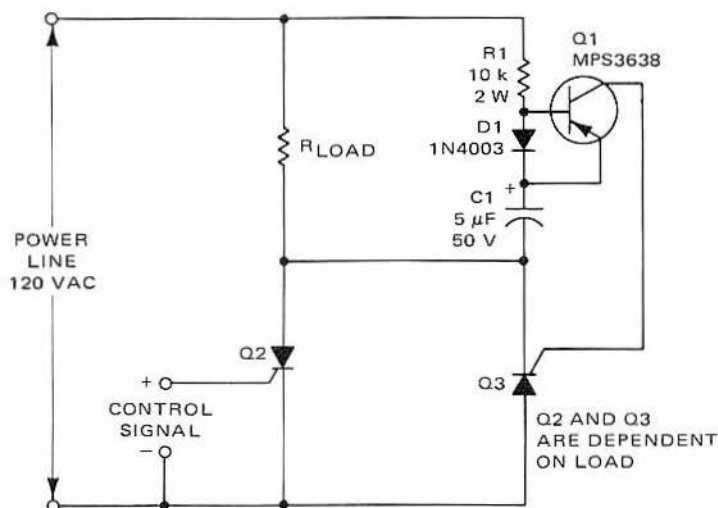 Q1
MPS3638
R1
10 k
2 W
D1
1N4003
R LOAD
+
C1
5 μF
50 V
POWER
LINE
120 VAC
Q2
+
CONTROL
SIGNAL
−
Q3
Q2 AND Q3
ARE DEPENDENT
ON LOAD